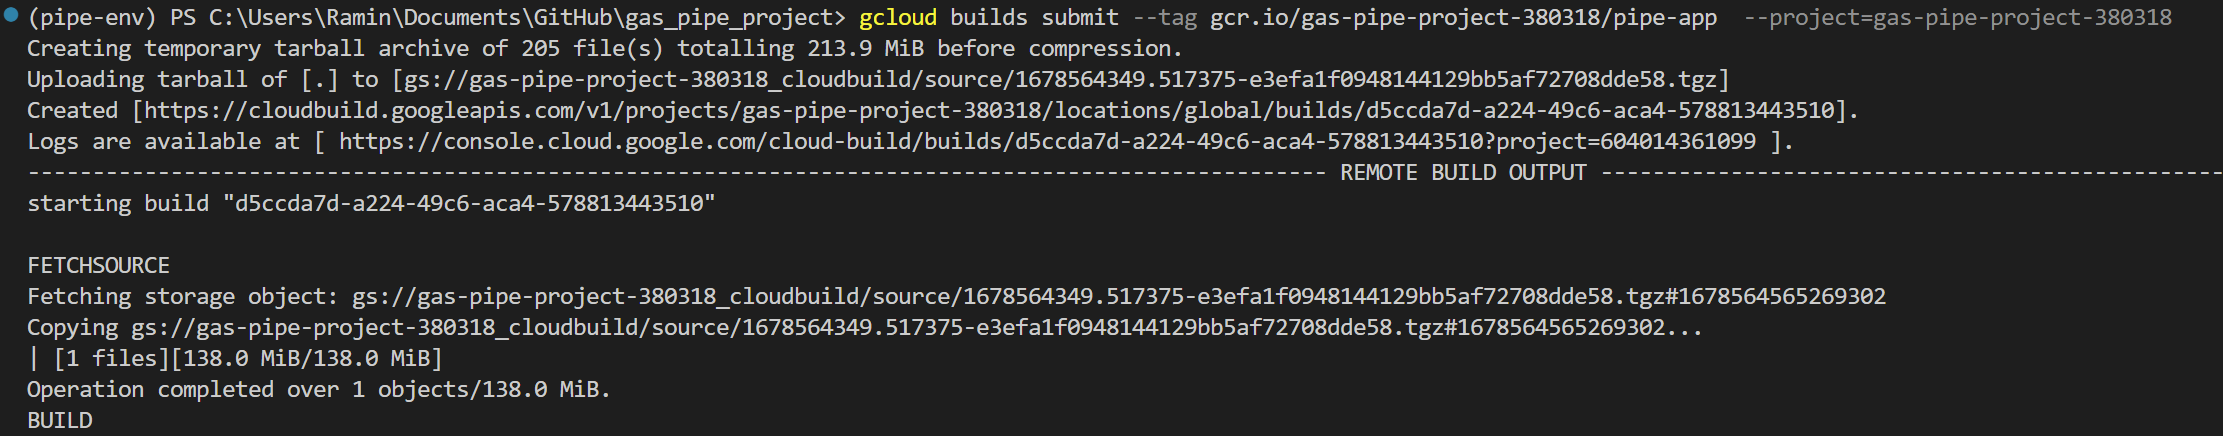 (pipe-env) PS C:\Users\Ramin\Documents\GitHub\gas_pipe_project> gcloud builds submit --tag gcr.io/gas-pipe-project-380318/pipe-app  --project=gas-pipe-project-380318
Creating temporary tarball archive of 205 file(s) totalling 213.9 MiB before compression.
Uploading tarball of [.] to [gs://gas-pipe-project-380318_cloudbuild/source/1678564349.517375-e3efa1f0948144129bb5af72708dde58.tgz]
Created [https://cloudbuild.googleapis.com/v1/projects/gas-pipe-project-380318/locations/global/builds/d5ccda7d-a224-49c6-aca4-578813443510].
Logs are available at [ https://console.cloud.google.com/cloud-build/builds/d5ccda7d-a224-49c6-aca4-578813443510?project=604014361099 ].
---------------------------------------------------------------------------------------------------- REMOTE BUILD OUTPUT ------------------------------------------------
starting build "d5ccda7d-a224-49c6-aca4-578813443510"
FETCHSOURCE
Fetching storage object: gs://gas-pipe-project-380318_cloudbuild/source/1678564349.517375-e3efa1f0948144129bb5af72708dde58.tgz#1678564565269302
Copying gs://gas-pipe-project-380318_cloudbuild/source/1678564349.517375-e3efa1f0948144129bb5af72708dde58.tgz#1678564565269302...
| [1 files][138.0 MiB/138.0 MiB]
Operation completed over 1 objects/138.0 MiB.
BUILD